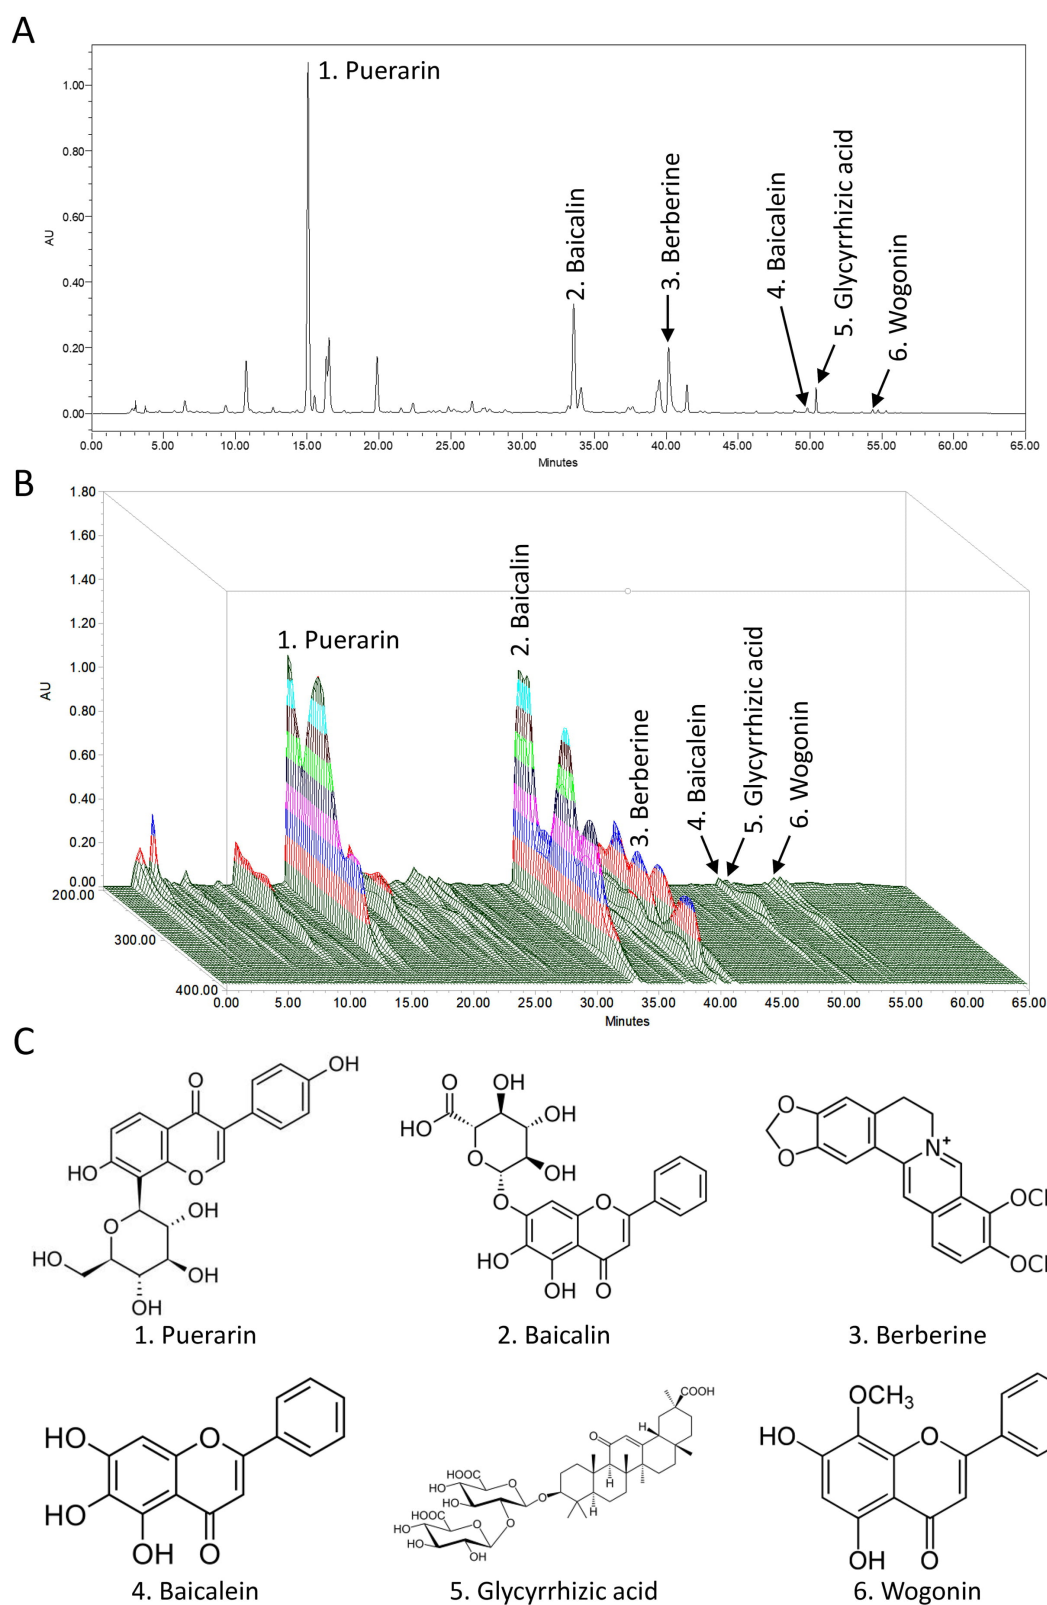 A
1. Puerarin
2. Baicalin
3. Berberine
4. Baicalein
5. Glycyrrhizic acid
6. Wogonin
AU
1.00
0.80
0.60
0.40
0.20
0.00
0.00 5.00 10.00 15.00 20.00 25.00 30.00 35.00 40.00 45.00 50.00 55.00 60.00 65.00
Minutes
B
1. Puerarin
2. Baicalin
3. Berberine
4. Baicalein
5. Glycyrrhizic acid
6. Wogonin
AU
1.80
1.60
1.40
1.20
1.00
0.80
0.60
0.40
0.20
0.00
200.00
300.00
400.00
0.00 5.00 10.00 15.00 20.00 25.00 30.00 35.00 40.00 45.00 50.00 55.00 60.00 65.00
Minutes
C
OH
O
O
HO
O
OH
HO
OH
OH
1. Puerarin
O
OH
HO
OH
O
OH
O
O
HO
OH
O
2. Baicalin
O
O
N+
OC
OC
3. Berberine
HO
O
HO
OH
O
4. Baicalein
COOH
H
O
H
H
HOOC
HO
O
HO
O
HOOC
O
HO
O
HO
OH
5. Glycyrrhizic acid
OCH3
HO
O
OH
O
6. Wogonin